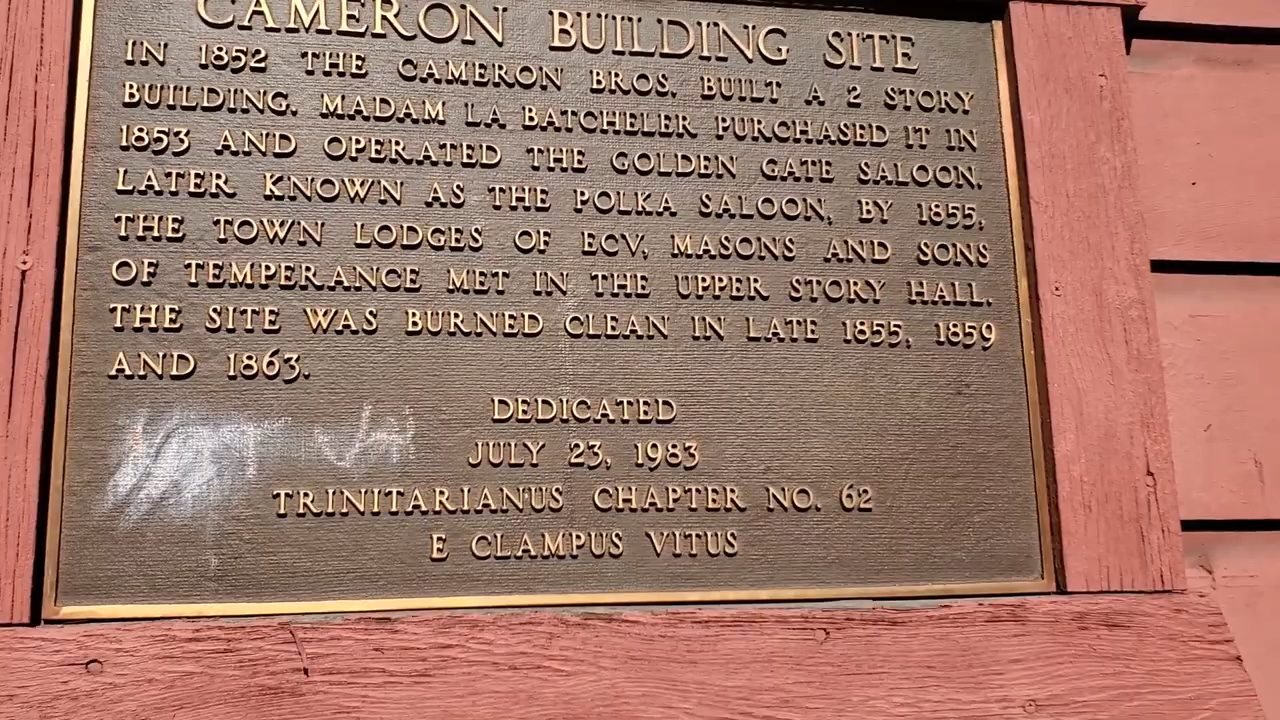 CAMERON BUILDING SITE
IN 1852 THE CAMERON BROS. BUILT A 2 STORY
BUILDING. MADAM LA BATCHELER PURCHASED IT IN
1853 AND OPERATED THE GOLDEN GATE SALOON,
LATER KNOWN AS THE POLKA SALOON, BY 1855,
THE TOWN LODGES OF ECV, MASONS AND SONS
OF TEMPERANCE MET IN THE UPPER STORY HALL.
THE SITE WAS BURNED CLEAN IN LATE 1855, 1859
AND 1863.
DEDICATED
JULY 23, 1983
TRINITARIANUS CHAPTER NO. 62
E CLAMPUS VITUS